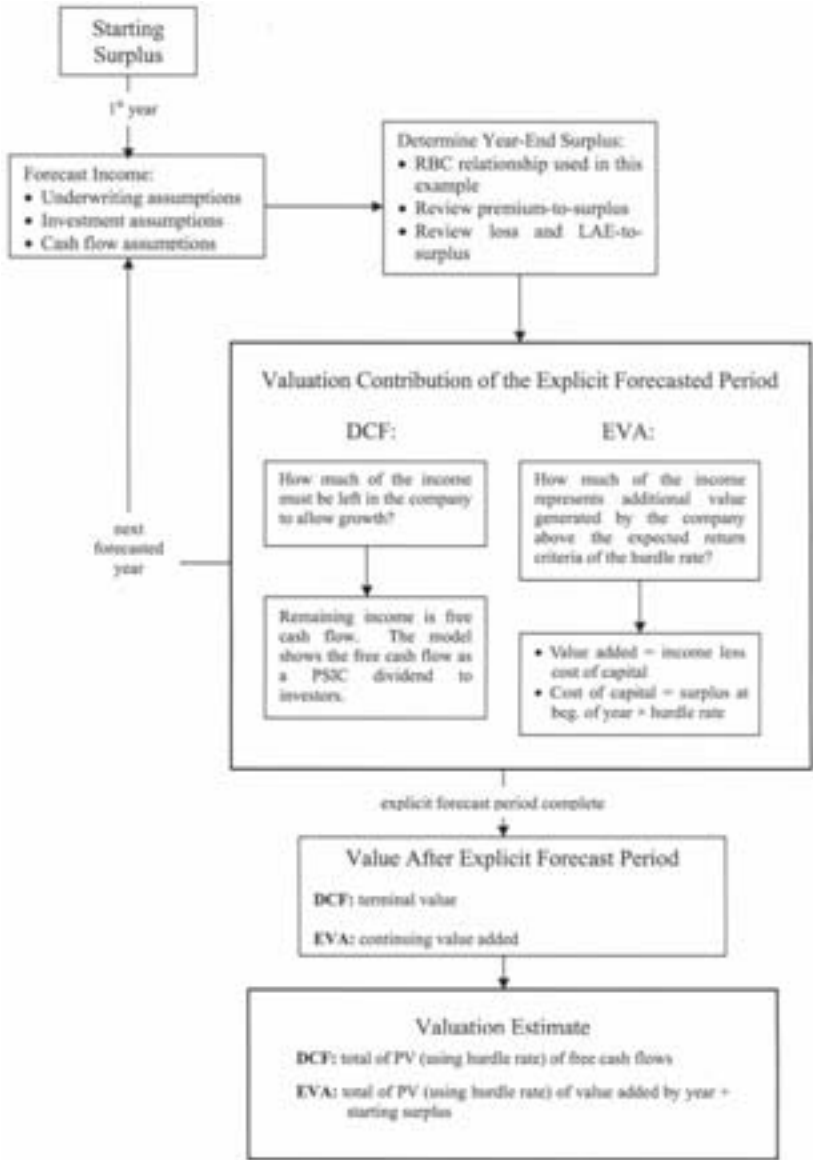 Starting
Surplus
1st year
Forecast Income:
• Underwriting assumptions
• Investment assumptions
• Cash flow assumptions
Determine Year-End Surplus:
• RBC relationship used in this
example
• Review premium-to-surplus
• Review loss and LAE-to-
surplus
Valuation Contribution of the Explicit Forecasted Period
DCF:
How much of the income
must be left in the company
to allow growth?
Remaining income is free
cash flow. The model
shows the free cash flow as
a PSIC dividend to
investors.
EVA:
How much of the income
represents additional value
generated by the company
above the expected return
criteria of the hurdle rate?
• Value added = income less
cost of capital
• Cost of capital = surplus at
beg. of year × hurdle rate
next
forecasted
year
explicit forecast period complete
Value After Explicit Forecast Period
DCF: terminal value
EVA: continuing value added
Valuation Estimate
DCF: total of PV (using hurdle rate) of free cash flows
EVA: total of PV (using hurdle rate) of value added by year +
starting surplus